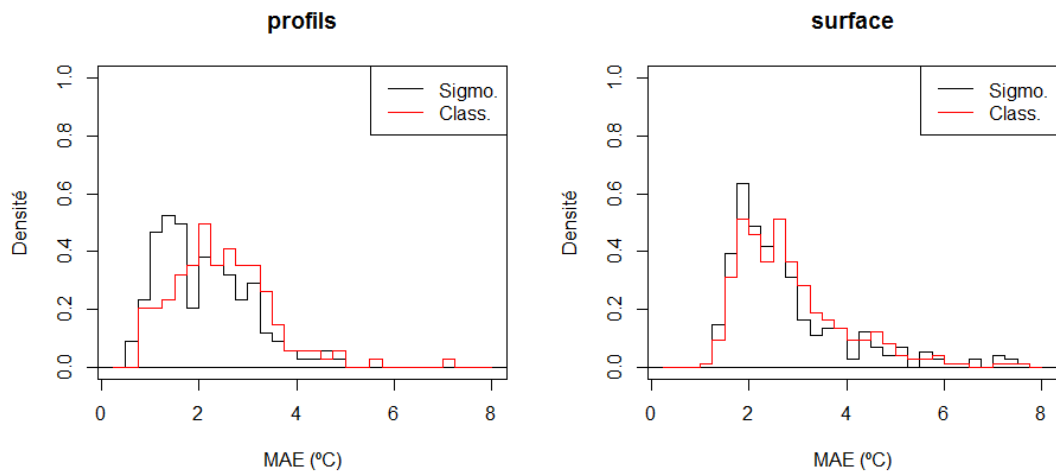 profils
Densité
1.0
0.8
0.6
0.4
0.2
0.0
Sigmo.
Class.
0 2 4 6 8
MAE (ºC)
surface
Densité
1.0
0.8
0.6
0.4
0.2
0.0
Sigmo.
Class.
0 2 4 6 8
MAE (ºC)